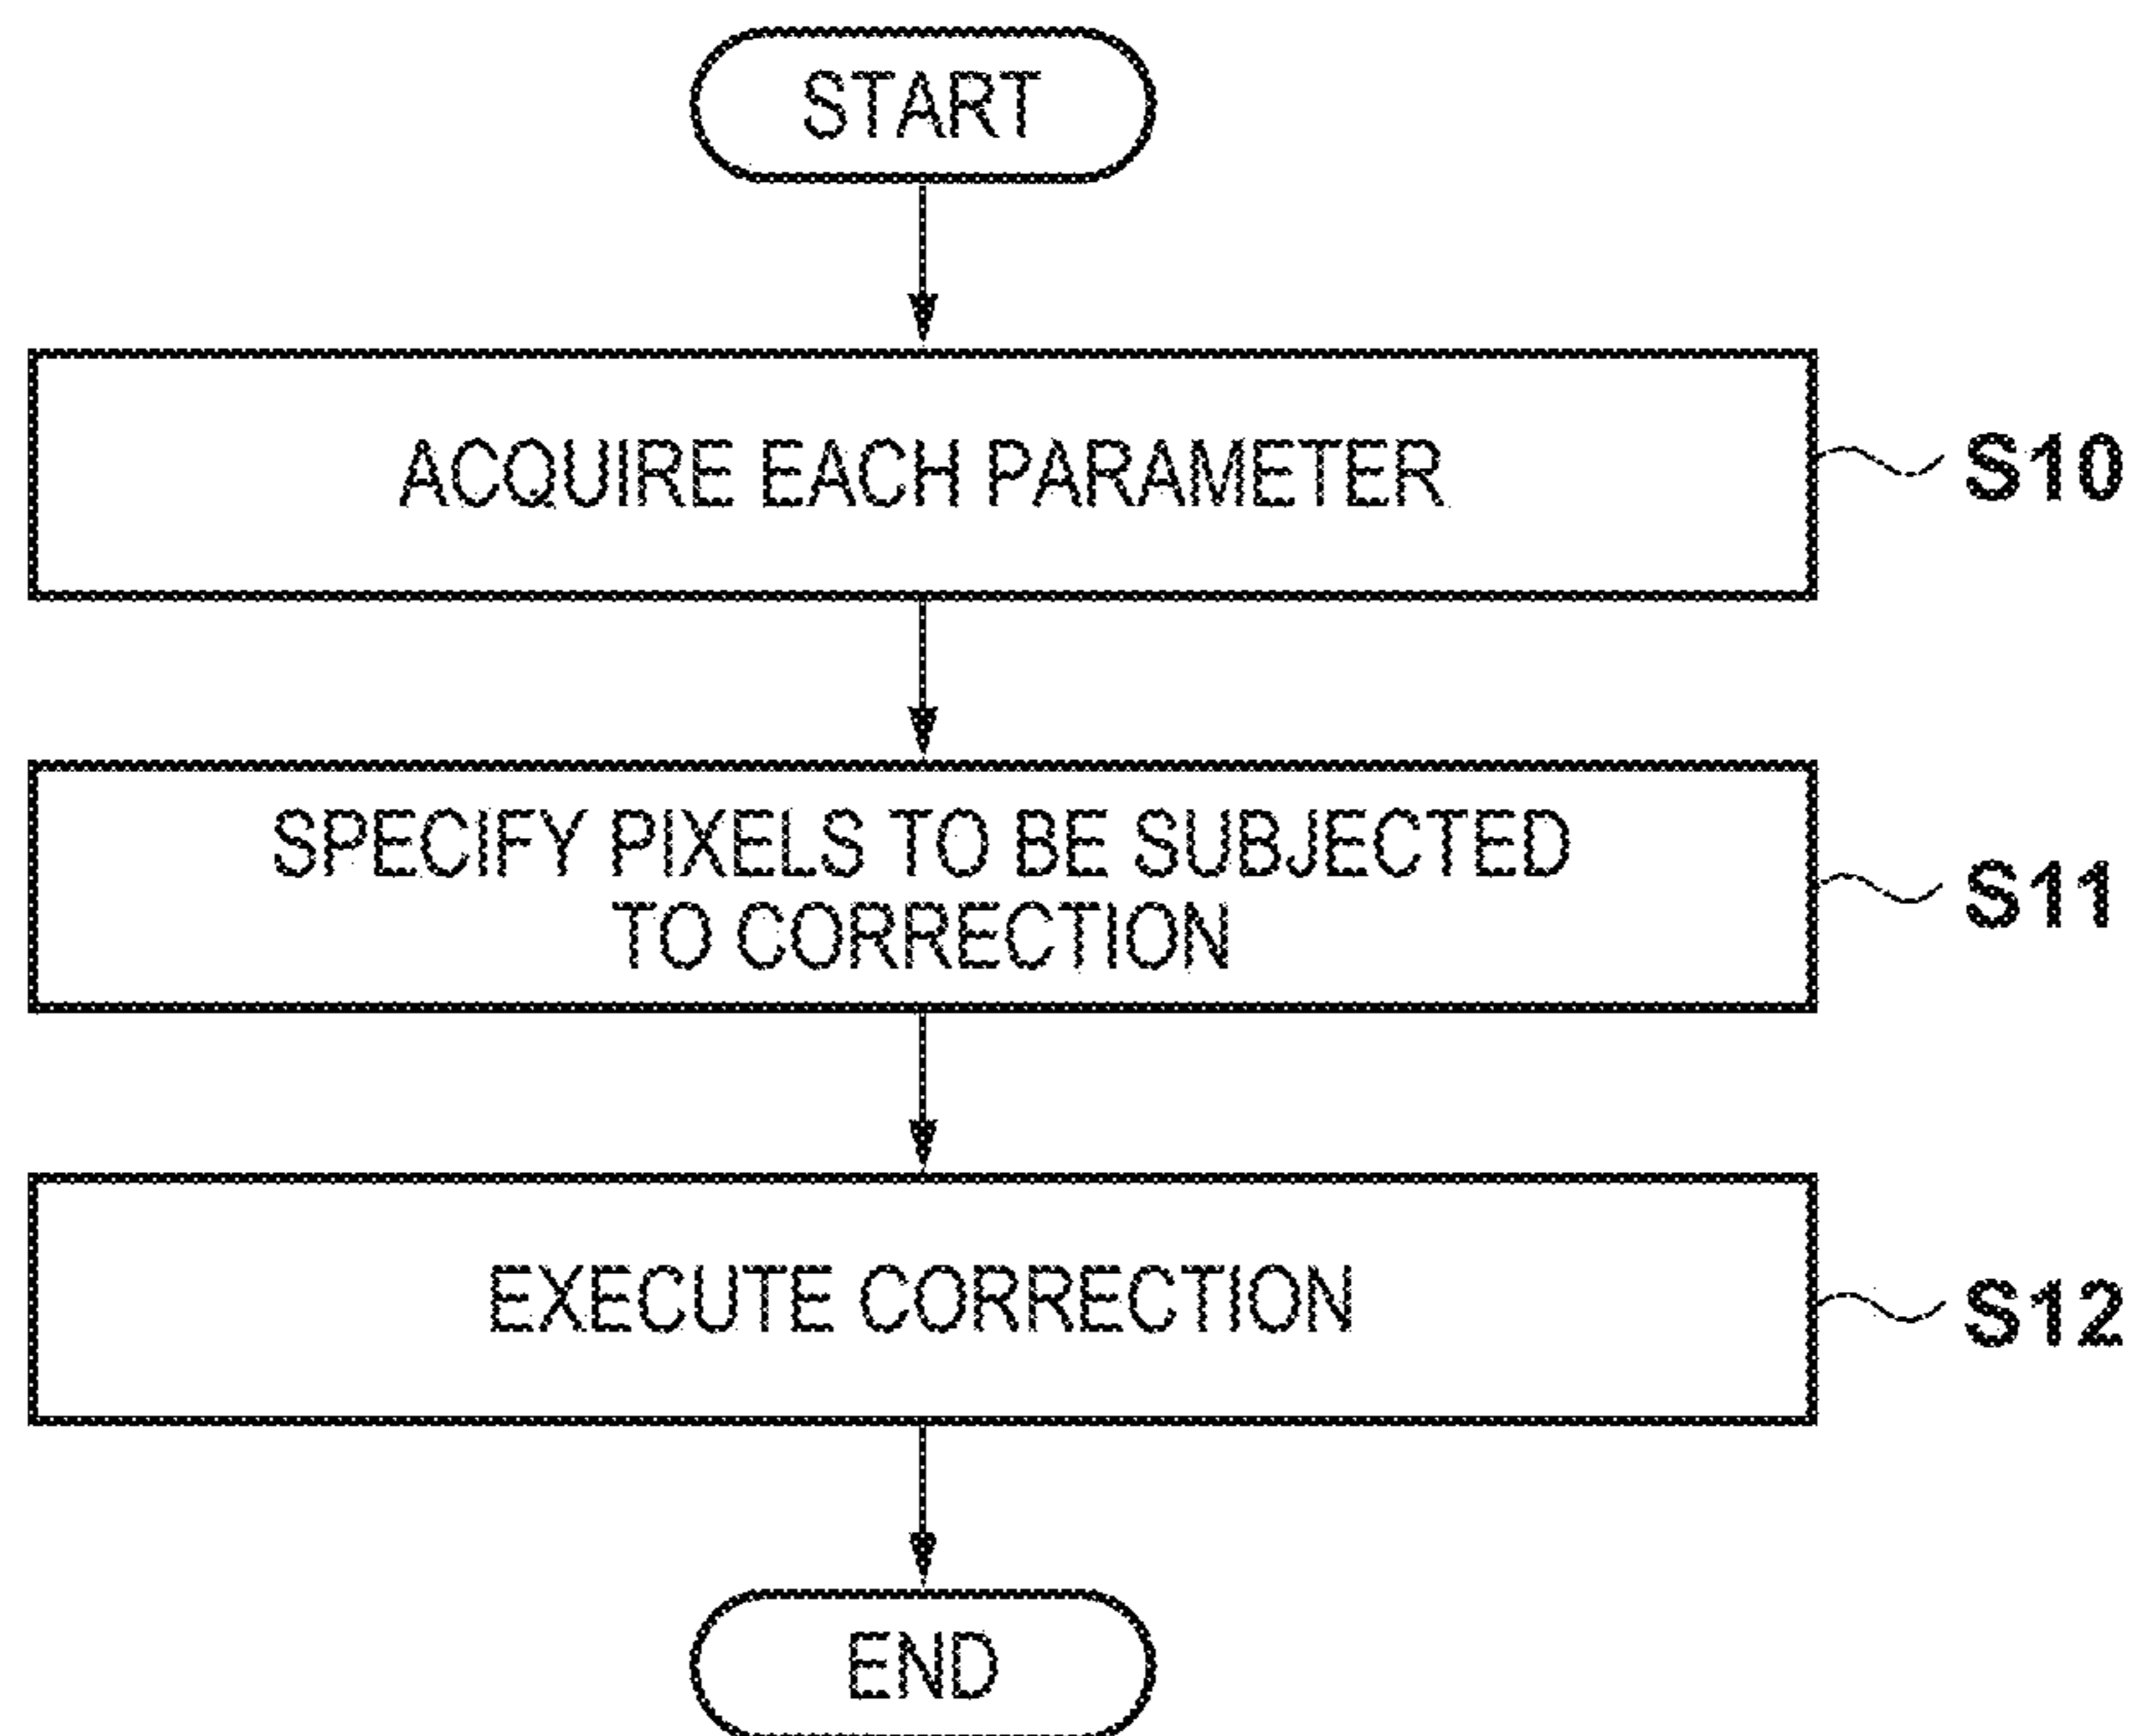 START
ACQUIRE EACH PARAMETER
S10
SPECIFY PIXELS TO BE SUBJECTED
TO CORRECTION
S11
EXECUTE CORRECTION
S12
END